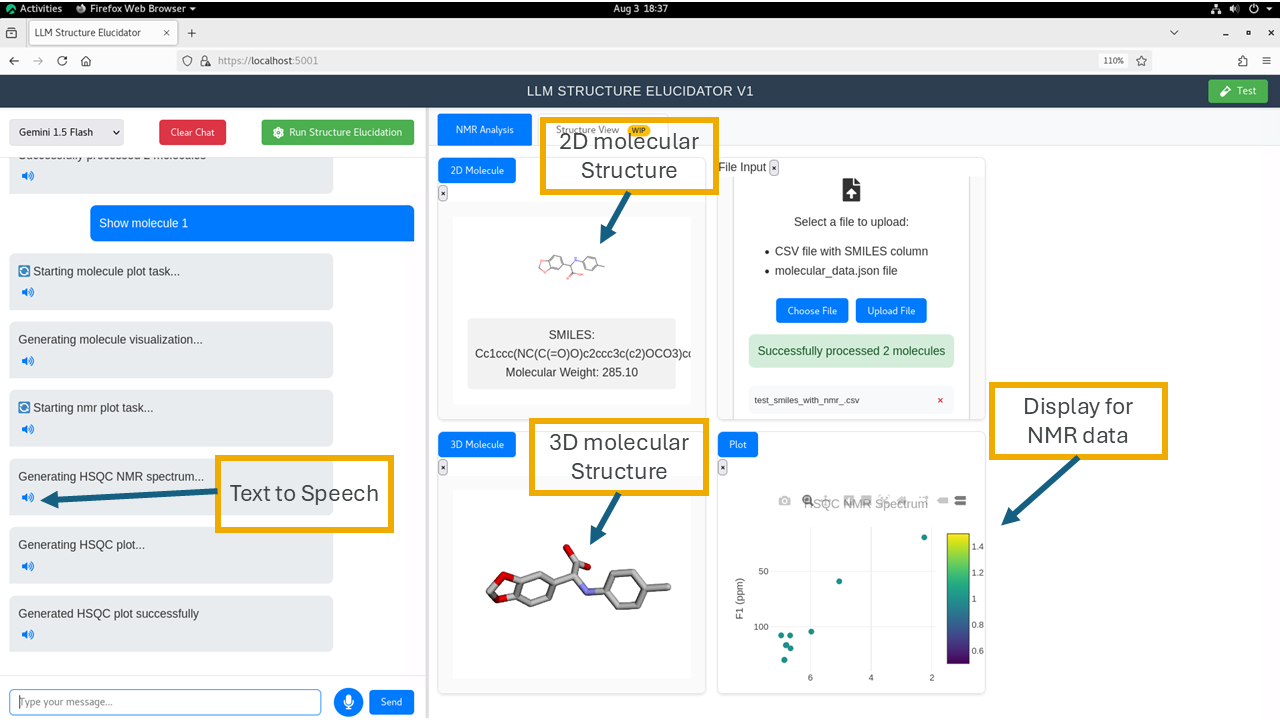 Activities
Firefox Web Browser
Aug 3 18:37
LLM Structure Elucidator
https://localhost:5001
110%
LLM STRUCTURE ELUCIDATOR V1
Test
Gemini 1.5 Flash
Clear Chat
Run Structure Elucidation
Successfully processed 2 molecules
Show molecule 1
Starting molecule plot task...
Generating molecule visualization...
Starting nmr plot task...
Generating HSQC NMR spectrum...
Text to Speech
Generating HSQC plot...
Generated HSQC plot successfully
Type your message...
Send
NMR Analysis
Structure View
WIP
2D molecular
Structure
2D Molecule
SMILES:
Cc1ccc(NC(C(=O)O)c2ccc3c(c2)OCO3)cc
Molecular Weight: 285.10
File Input
Select a file to upload:
• CSV file with SMILES column
• molecular_data.json file
Choose File
Upload File
Successfully processed 2 molecules
test_smiles_with_nmr_.csv
3D Molecule
3D molecular
Structure
Plot
Display for
NMR data
HSQC NMR Spectrum
F1 (ppm)
50
100
6
4
2
1.4
1.2
1
0.8
0.6